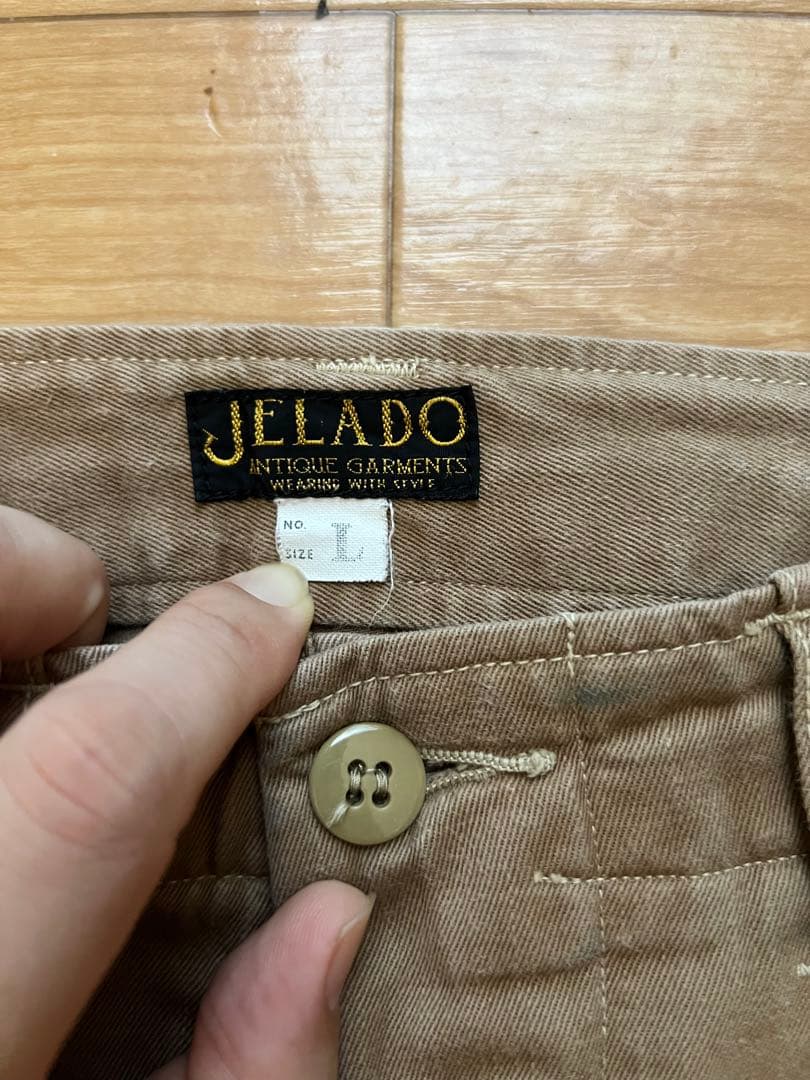 JELADO
ANTIQUE GARMENTS
WEARING WITH STYLE
NO.
SIZE L